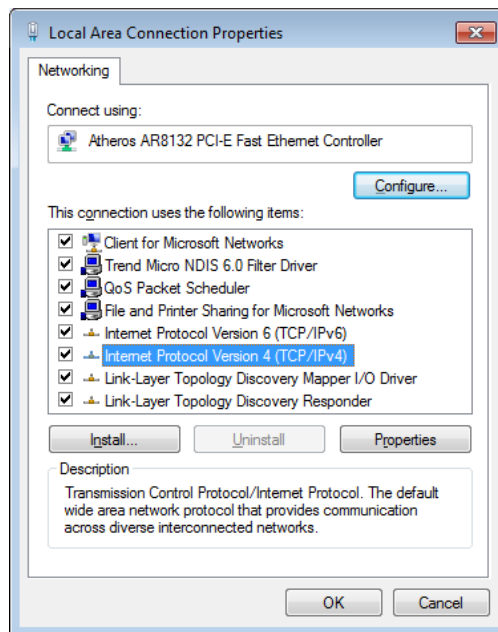 Local Area Connection Properties
Networking
Connect using:
Atheros AR8132 PCI-E Fast Ethernet Controller
Configure...
This connection uses the following items:
Client for Microsoft Networks
Trend Micro NDIS 6.0 Filter Driver
QoS Packet Scheduler
File and Printer Sharing for Microsoft Networks
Internet Protocol Version 6 (TCP/IPv6)
Internet Protocol Version 4 (TCP/IPv4)
Link-Layer Topology Discovery Mapper I/O Driver
Link-Layer Topology Discovery Responder
Install... Uninstall Properties
Description
Transmission Control Protocol/Internet Protocol. The default
wide area network protocol that provides communication
across diverse interconnected networks.
OK Cancel